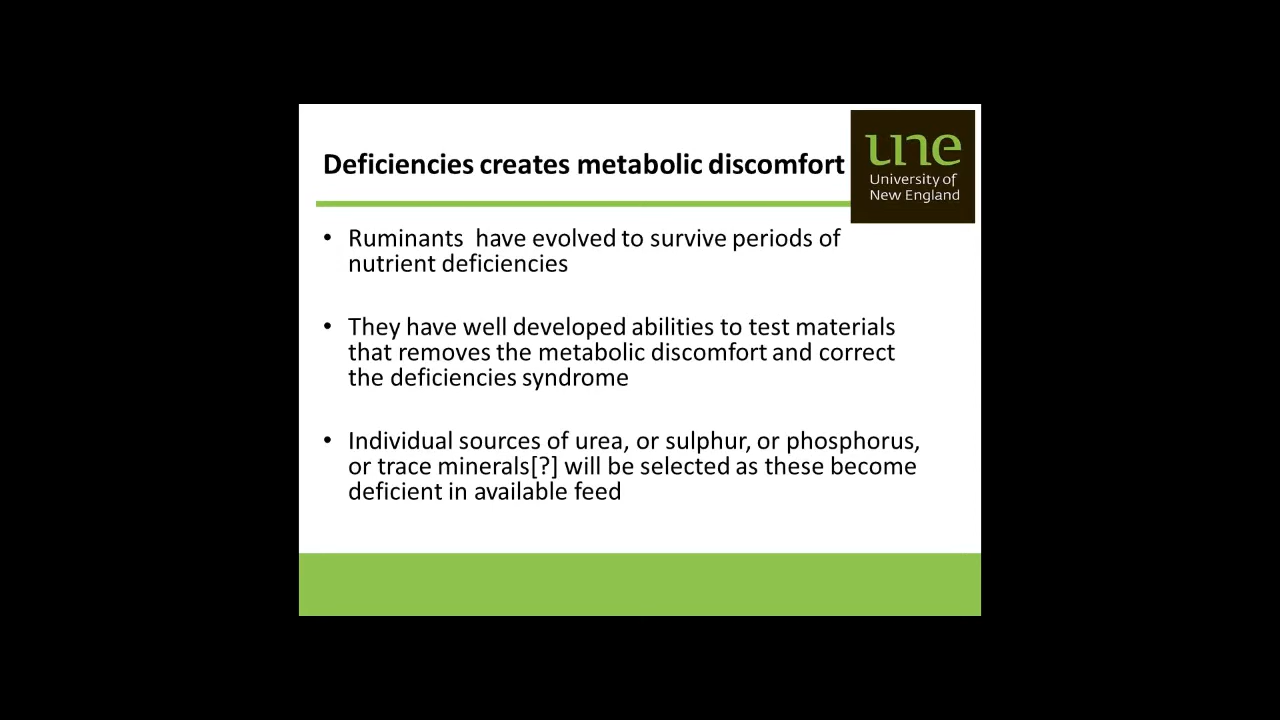 Deficiencies creates metabolic discomfort
une
University of
New England
• Ruminants  have evolved to survive periods of
nutrient deficiencies
• They have well developed abilities to test materials
that removes the metabolic discomfort and correct
the deficiencies syndrome
• Individual sources of urea, or sulphur, or phosphorus,
or trace minerals[?] will be selected as these become
deficient in available feed